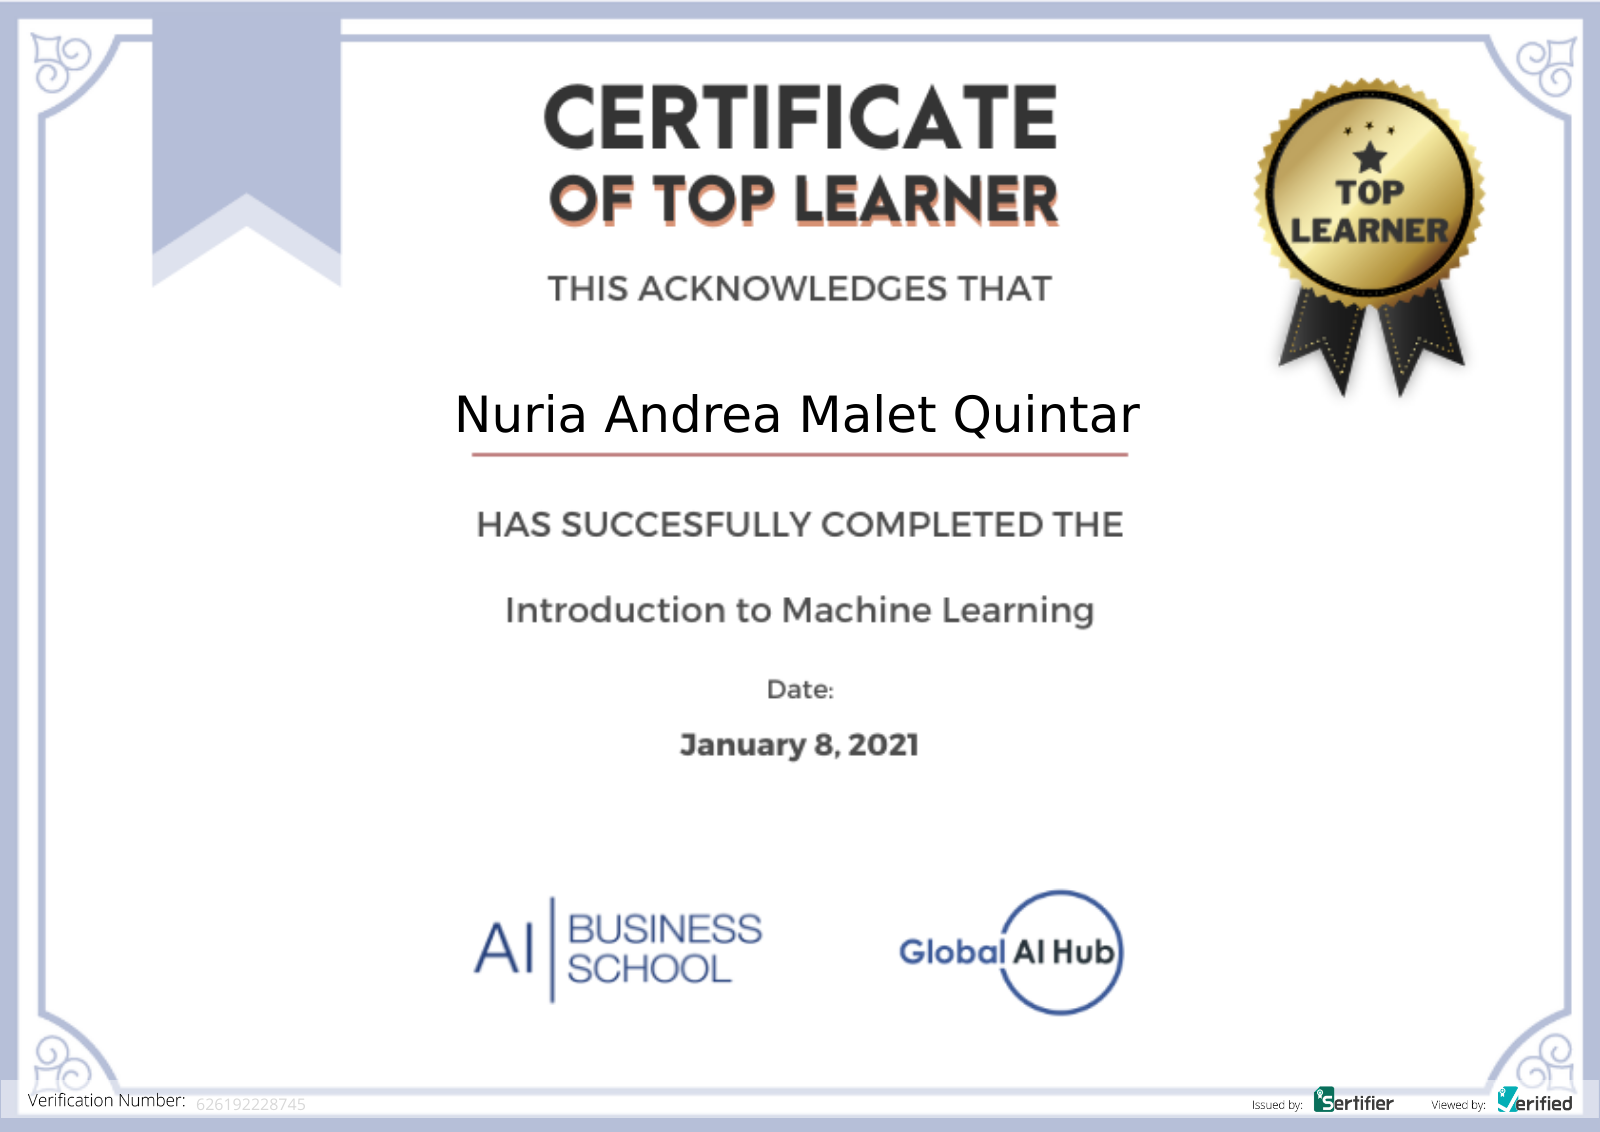 CERTIFICATE
OF TOP LEARNER
TOP
LEARNER
THIS ACKNOWLEDGES THAT
Nuria Andrea Malet Quintar
HAS SUCCESFULLY COMPLETED THE
Introduction to Machine Learning
Date:
January 8, 2021
AI BUSINESS
SCHOOL
Global AI Hub
Verification Number: 626192228745
Issued by: Sertifier
Viewed by: Verified